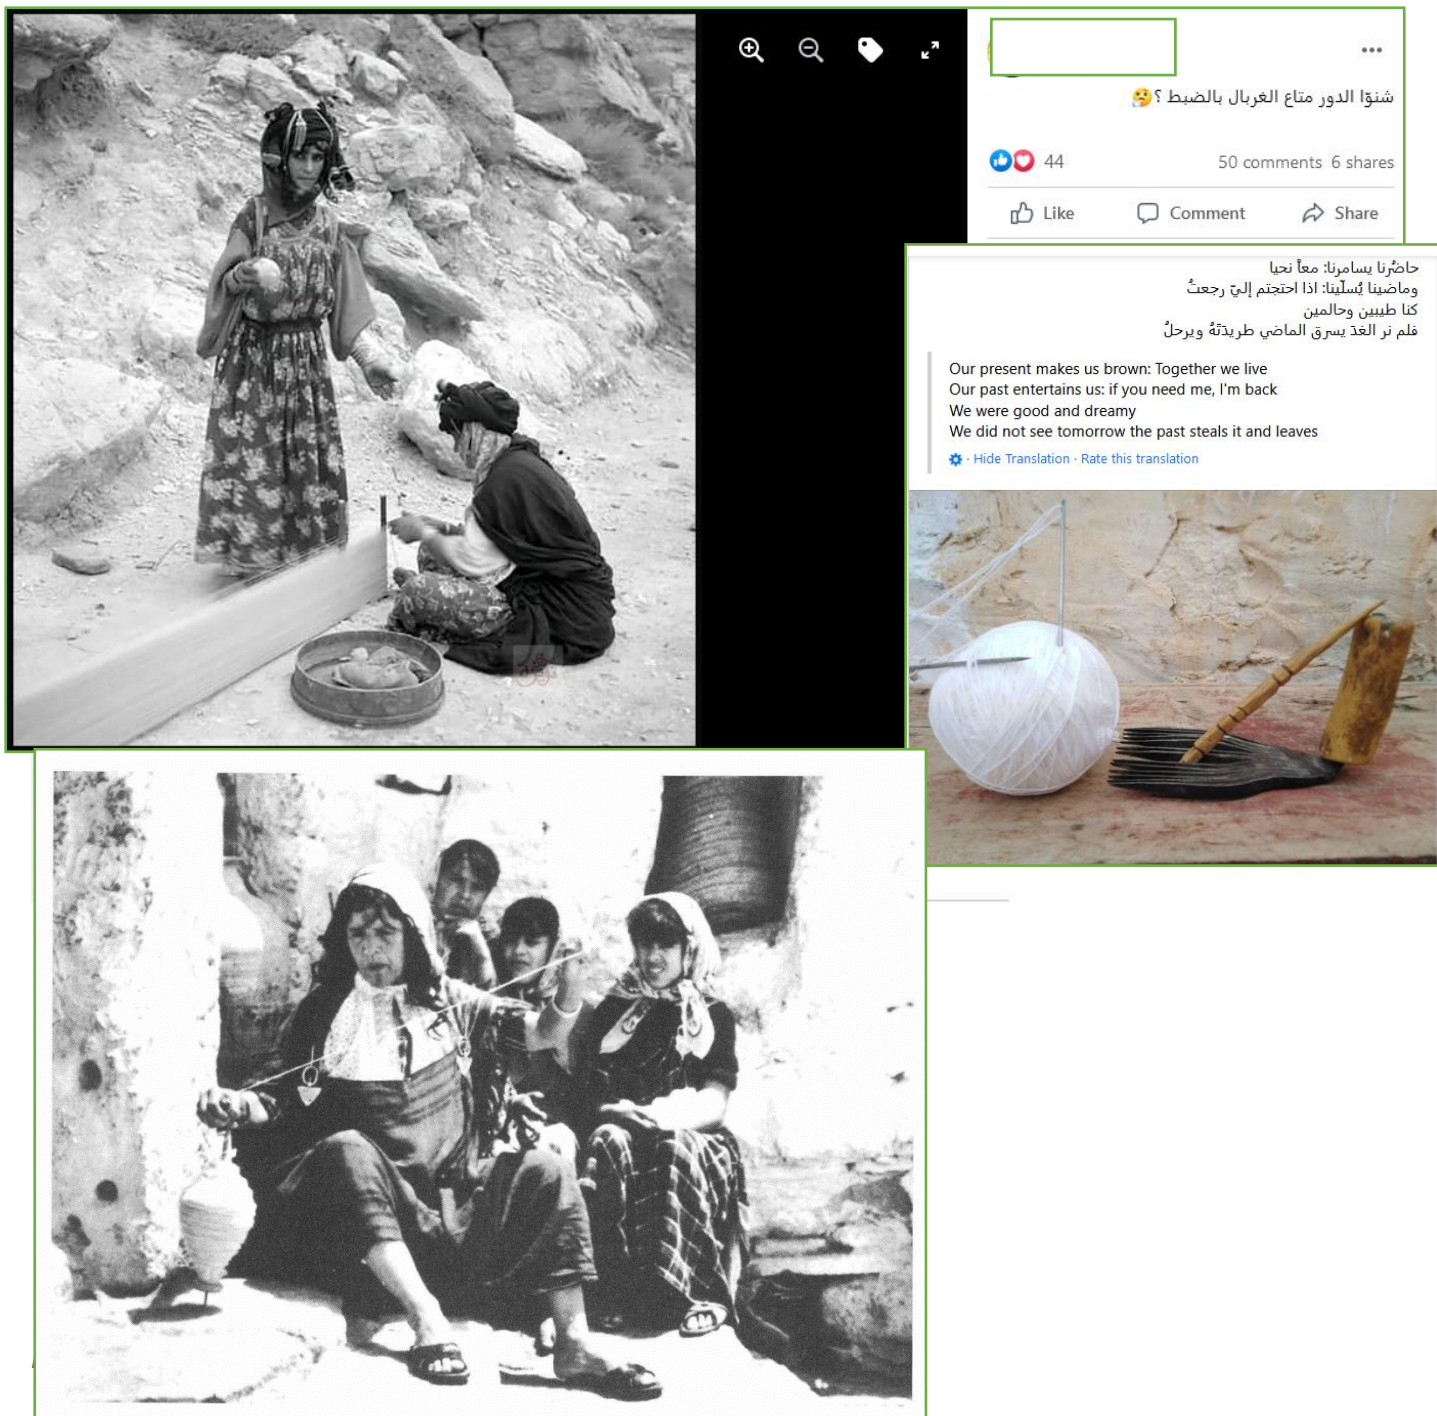 شنوّا الدور متاع الغربال بالضبط ؟🤔
44
50 comments 6 shares
Like Comment Share
حاضرُنا يسامرنا: معاً نحيا
وماضينا يُسلّينا: اذا احتجتم إليّ رجعتُ
كنا طيبين وحالمين
فلم نر الغدَ يسرق الماضي طريدَتَهُ ويرحلُ
Our present makes us brown: Together we live
Our past entertains us: if you need me, I'm back
We were good and dreamy
We did not see tomorrow the past steals it and leaves
· Hide Translation · Rate this translation